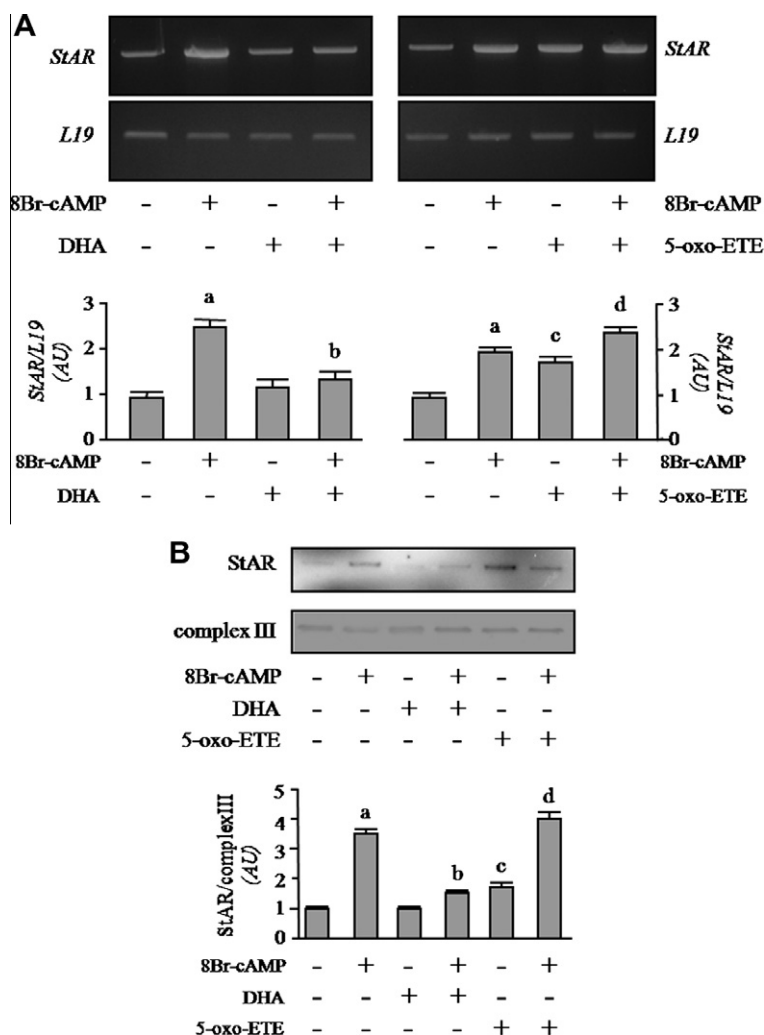 A
StAR StAR
L19 L19
8Br-cAMP - + - + - + - + 8Br-cAMP
DHA - - + + - - + + 5-oxo-ETE
StAR/L19 (AU)
3
2
1
0
a
b
a
c
d
3
2
1
0
StAR/L19 (AU)
8Br-cAMP - + - + - + - + 8Br-cAMP
DHA - - + + - - + + 5-oxo-ETE
B
StAR
complex III
8Br-cAMP - + - + - +
DHA - - + + - -
5-oxo-ETE - - - - + +
StAR/complexIII (AU)
5
4
3
2
1
0
a
b
c
d
8Br-cAMP - + - + - +
DHA - - + + - -
5-oxo-ETE - - - - + +